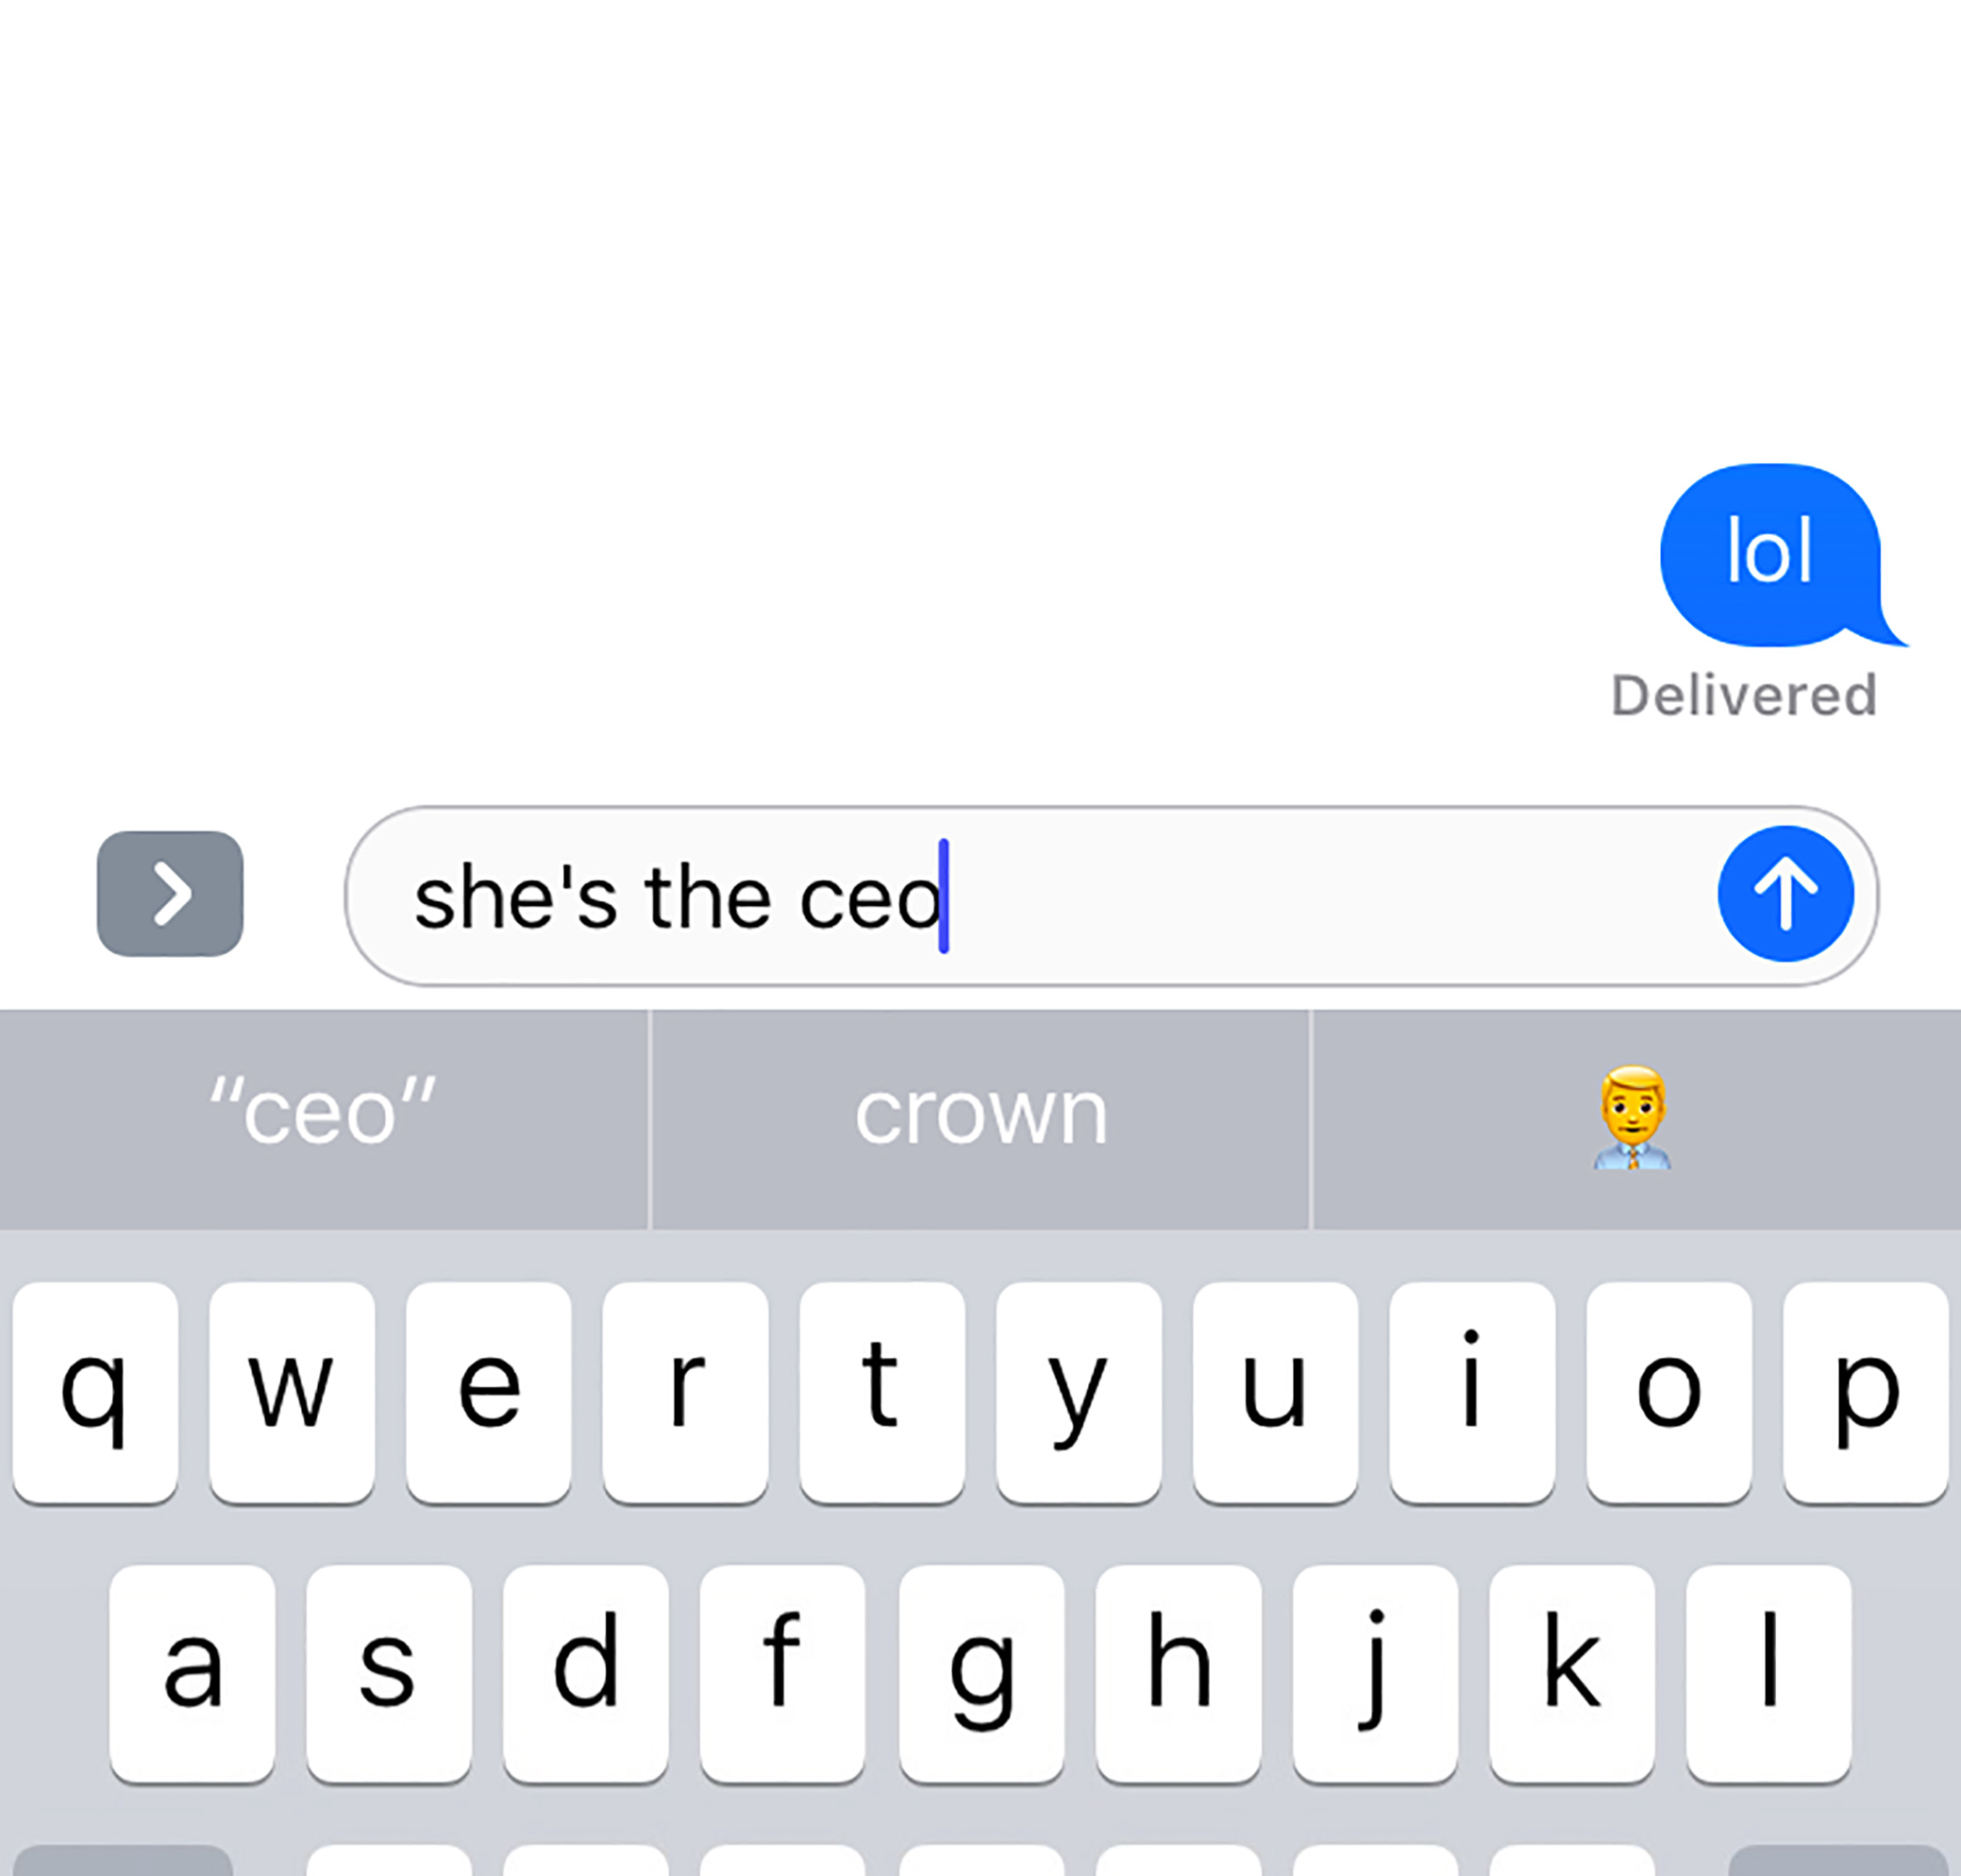 lol
Delivered
she's the ceo
“ceo” crown
q w e r t y u i o p
a s d f g h j k l